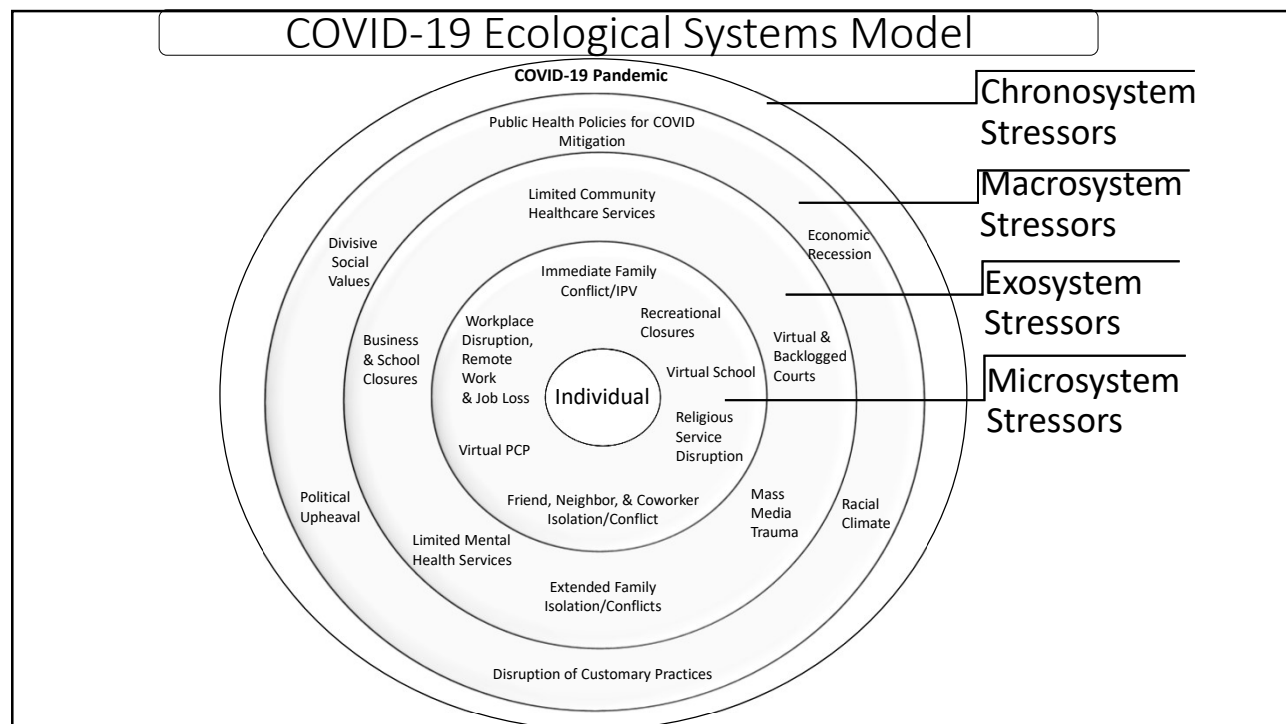 COVID-19 Ecological Systems Model
COVID-19 Pandemic
Chronosystem
Stressors
Public Health Policies for COVID
Mitigation
Macrosystem
Stressors
Limited Community
Healthcare Services
Divisive
Social
Values
Economic
Recession
Exosystem
Stressors
Immediate Family
Conflict/IPV
Recreational
Closures
Workplace
Disruption,
Remote
Work
& Job Loss
Business
& School
Closures
Virtual &
Backlogged
Courts
Virtual School
Microsystem
Stressors
Individual
Religious
Service
Disruption
Virtual PCP
Friend, Neighbor, & Coworker
Isolation/Conflict
Political
Upheaval
Mass
Media
Trauma
Racial
Climate
Limited Mental
Health Services
Extended Family
Isolation/Conflicts
Disruption of Customary Practices